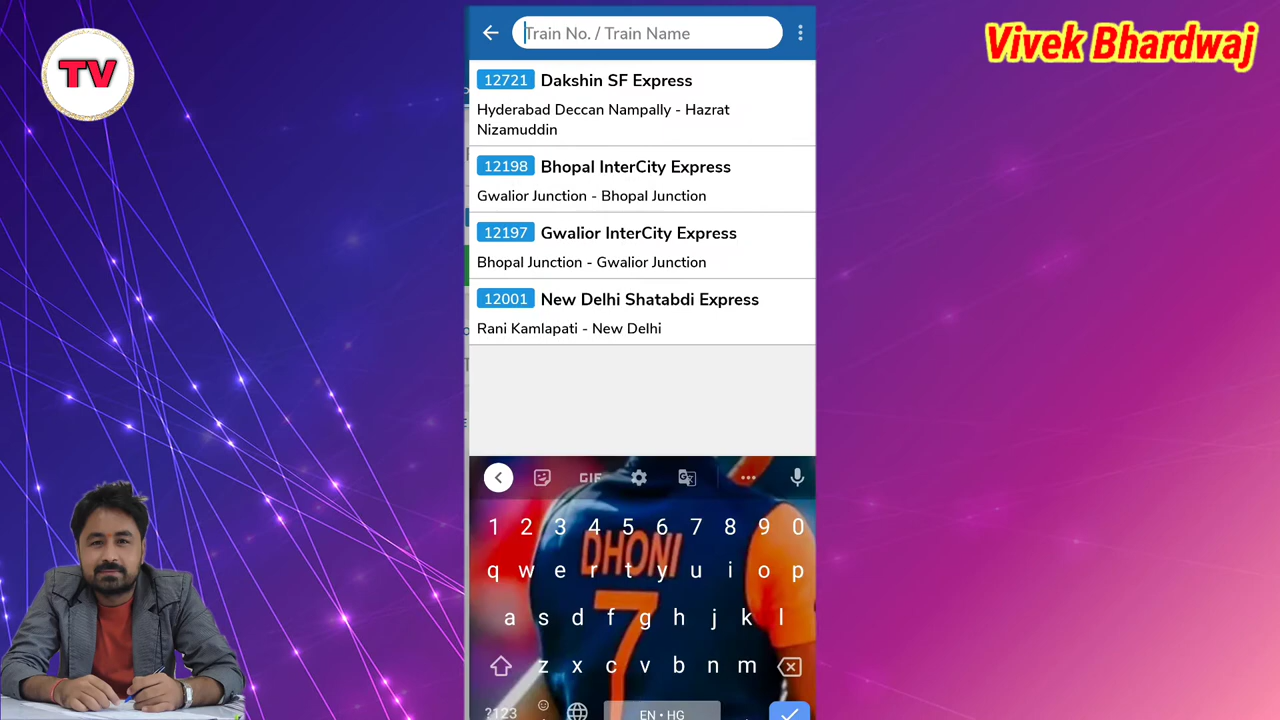 TV
Vivek Bhardwaj
Train No. / Train Name
12721 Dakshin SF Express
Hyderabad Deccan Nampally - Hazrat
Nizamuddin
12198 Bhopal InterCity Express
Gwalior Junction - Bhopal Junction
12197 Gwalior InterCity Express
Bhopal Junction - Gwalior Junction
12001 New Delhi Shatabdi Express
Rani Kamlapati - New Delhi
GIF
1 2 3 4 5 6 7 8 9 0
DHONI
q w e r t y u i o p
7
a s d f g h j k l
z x c v b n m
?123 EN • HG